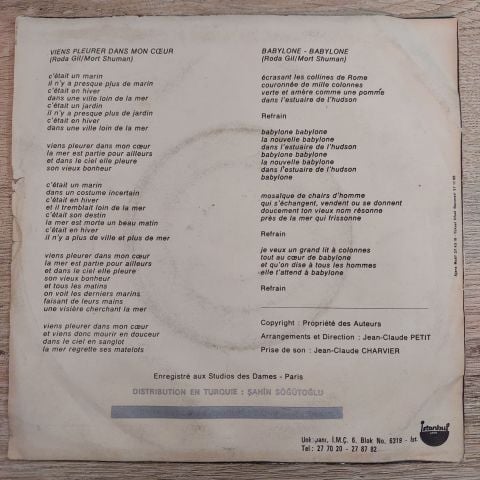 VIENS PLEURER DANS MON CŒUR
(Roda Gil/Mort Shuman)
c'était un marin
il n'y a presque plus de marin
c'était en hiver
dans une ville loin de la mer
c'était un jardin
il n'y a presque plus de jardin
c'était en hiver
dans une ville loin de la mer
viens pleurer dans mon cœur
la mer est partie pour ailleurs
et dans le ciel elle pleure
son vieux bonheur
c'était un marin
dans un costume incertain
c'était en hiver
et il tremblait loin de la mer
c'était son destin
la mer est morte un beau matin
c'était en hiver
il n'y a plus de ville et plus de mer
viens pleurer dans mon cœur
la mer est partie pour ailleurs
et dans le ciel elle pleure
son vieux bonheur
et tous les matins
on voit les derniers marins
faisant de leurs mains
une visière cherchant la mer
viens pleurer dans mon cœur
et viens donc mourir en douceur
dans le ciel en sanglot
la mer regrette ses matelots
BABYLONE - BABYLONE
(Roda Gil/Mort Shuman)
écrasant les collines de Rome
couronnée de mille colonnes
verte et amère comme une pomme
dans l'estuaire de l'hudson
Refrain
babylone babylone
la nouvelle babylone
dans l'estuaire de l'hudson
babylone babylone
la nouvelle babylone
dans l'estuaire de l'hudson
babylone
mosaïque de chairs d'homme
qui s'échangent, vendent ou se donnent
doucement ton vieux nom résonne
près de la mer qui frissonne
Refrain
je veux un grand lit à colonnes
tout au cœur de babylone
et qu'on dise à tous les hommes
elle t'attend à babylone
Refrain
Copyright : Propriété des Auteurs
Arrangements et Direction : Jean-Claude PETIT
Prise de son : Jean-Claude CHARVIER
Enregistré aux Studios des Dames - Paris
DISTRIBUTION EN TURQUIE : ŞAHİN SÖĞÜTOĞLU
istanbul
Unkapanı, İ.M.Ç. 6. Blok No. 6319 - İst
Tel : 27 70 20 - 27 87 82